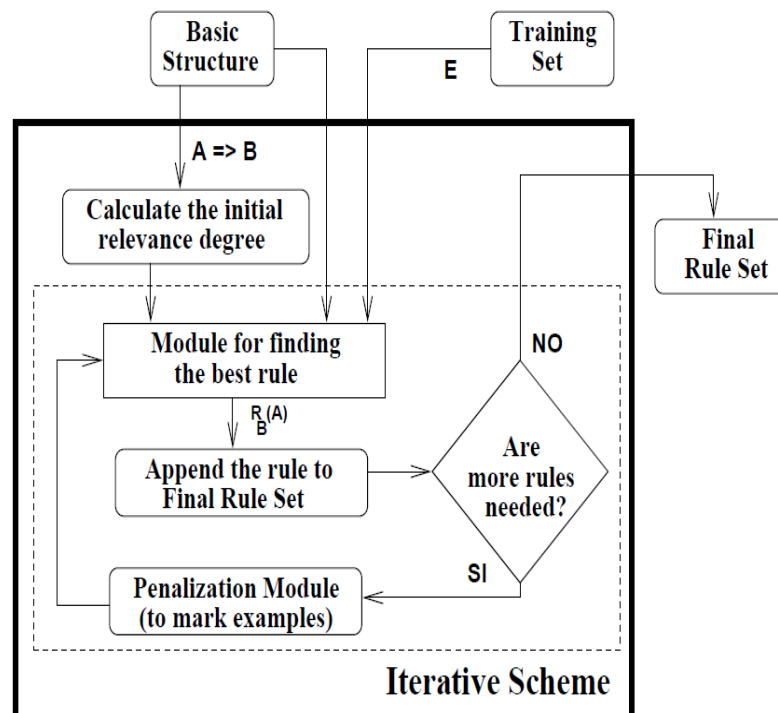 Basic
Structure
Training
Set
E
A => B
Calculate the initial
relevance degree
Final
Rule Set
Module for finding
the best rule
NO
R (A)
B
Are
more rules
needed?
Append the rule to
Final Rule Set
SI
Penalization Module
(to mark examples)
Iterative Scheme